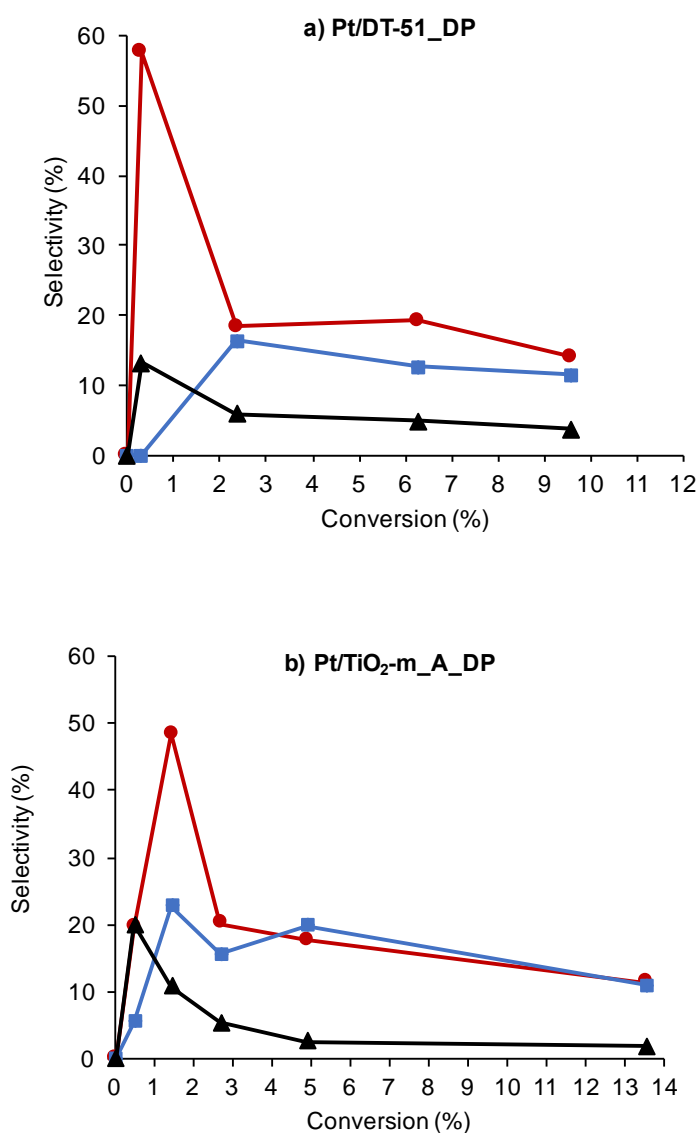 a) Pt/DT-51_DP
60
50
40
30
20
10
0
Selectivity (%)
0 1 2 3 4 5 6 7 8 9 10 11 12
Conversion (%)
b) Pt/TiO₂-m_A_DP
60
50
40
30
20
10
0
Selectivity (%)
0 1 2 3 4 5 6 7 8 9 10 11 12 13 14
Conversion (%)